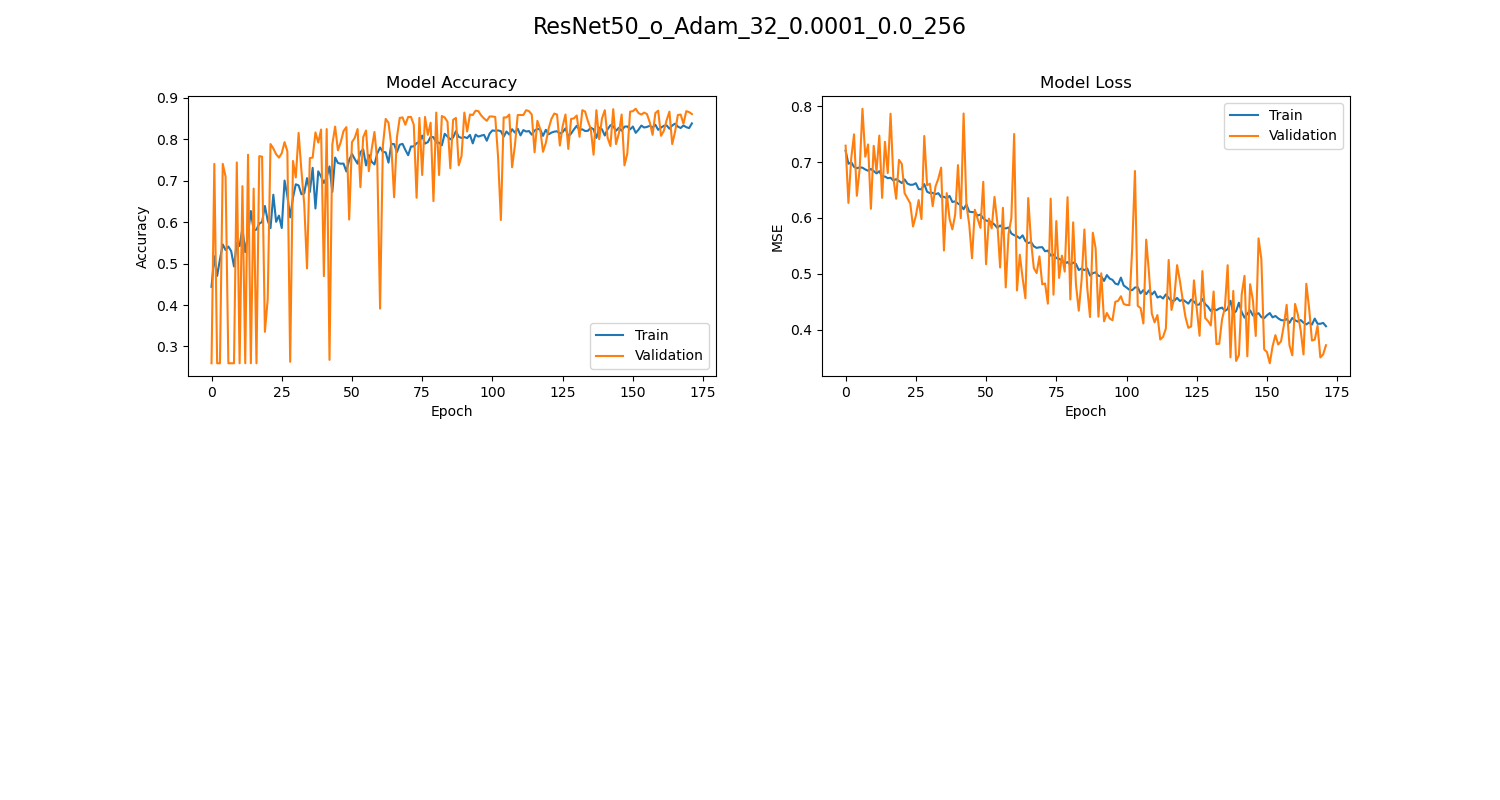 ResNet50_o_Adam_32_0.0001_0.0_256
Model Accuracy
0.9
0.8
0.7
0.6
0.5
0.4
0.3
Accuracy
Train
Validation
0 25 50 75 100 125 150 175
Epoch
Model Loss
0.8
0.7
0.6
0.5
0.4
MSE
Train
Validation
0 25 50 75 100 125 150 175
Epoch